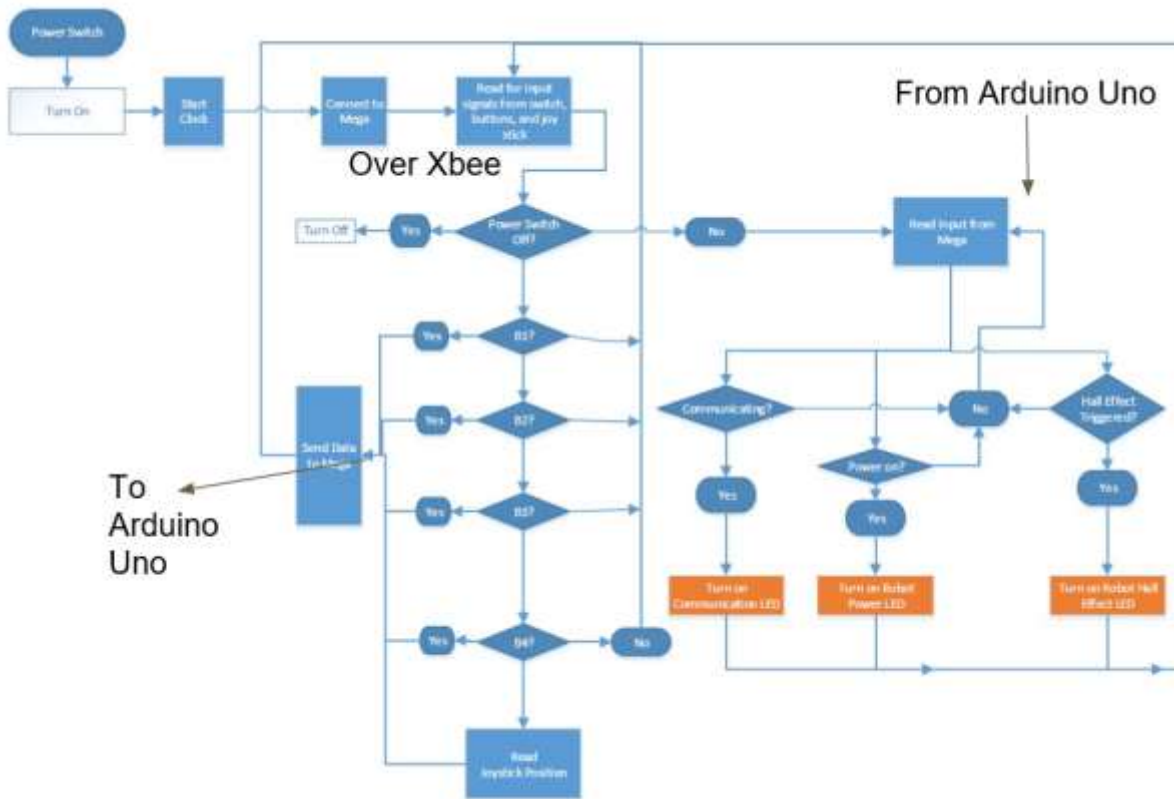 Power Switch
Turn On
Start
Clock
Connect to
Mega
Read for input
signals from switch,
buttons, and joy
stick
From Arduino Uno
Over Xbee
Turn Off
Yes
Power Switch
Off?
No
Read Input from
Mega
Yes
B1?
Communicating?
No
Hall Effect
Triggered?
Yes
B2?
Send Data
To Mega
Power on?
To
Arduino
Uno
Yes
B3?
Yes
Yes
Yes
Turn on
Communication LED
Turn on Robot
Power LED
Turn on Robot Hall
Effect LED
Yes
B4?
No
Read
Joystick Position